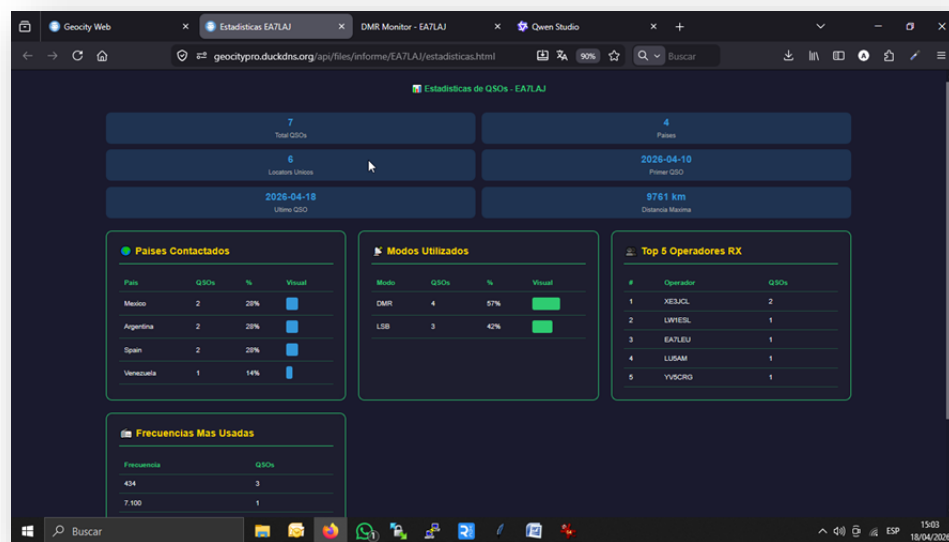 Geocity Web
Estadísticas EA7LAJ
DMR Monitor - EA7LAJ
Qwen Studio
geocitypro.duckdns.org/api/files/informe/EA7LAJ/estadisticas.html
90%
Buscar
Estadísticas de QSOs - EA7LAJ
7
Total QSOs
4
Paises
6
Locators Unicos
2026-04-10
Primer QSO
2026-04-18
Ultimo QSO
9761 km
Distancia Maxima
Paises Contactados
Pais QSOs % Visual
Mexico 2 28%
Argentina 2 28%
Spain 2 28%
Venezuela 1 14%
Modos Utilizados
Modo QSOs % Visual
DMR 4 57%
LSB 3 42%
Top 5 Operadores RX
# Operador QSOs
1 XE3JCL 2
2 LW1ESL 1
3 EA7LEU 1
4 LU5AM 1
5 YV5CRG 1
Frecuencias Mas Usadas
Frecuencia QSOs
434 3
7.100 1
Buscar
ESP
15:03